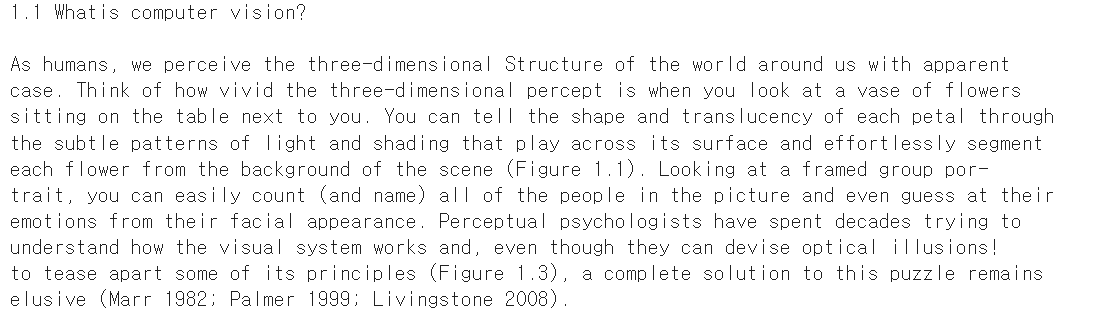 1.1 Whatis computer vision?
As humans, we perceive the three-dimensional Structure of the world around us with apparent
case. Think of how vivid the three-dimensional percept is when you look at a vase of flowers
sitting on the table next to you. You can tell the shape and translucency of each petal through
the subtle patterns of light and shading that play across its surface and effortlessly segment
each flower from the background of the scene (Figure 1.1). Looking at a framed group por-
trait, you can easily count (and name) all of the people in the picture and even guess at their
emotions from their facial appearance. Perceptual psychologists have spent decades trying to
understand how the visual system works and, even though they can devise optical illusions!
to tease apart some of its principles (Figure 1.3), a complete solution to this puzzle remains
elusive (Marr 1982; Palmer 1999; Livingstone 2008).